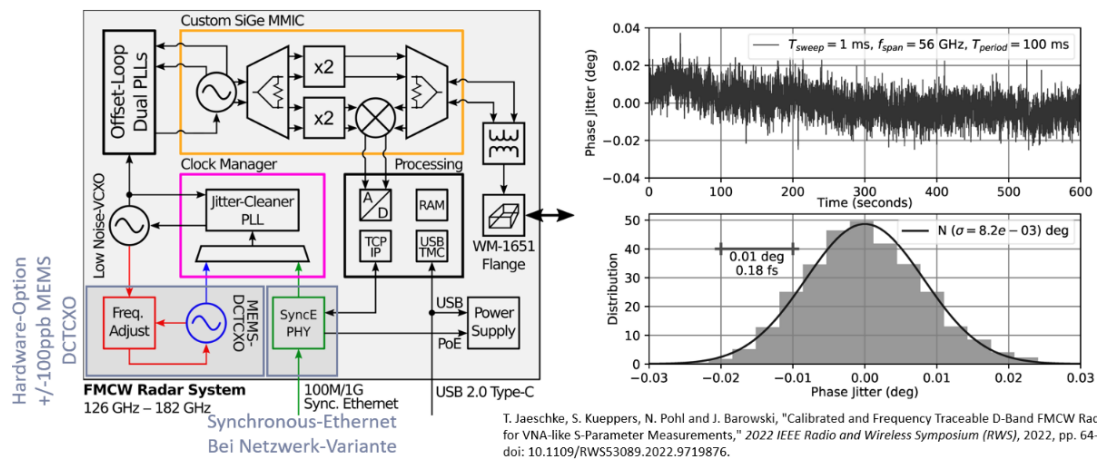 Custom SiGe MMIC
Offset-Loop
Dual PLLs
x2
x2
Clock Manager
Processing
Jitter-Cleaner
PLL
Low Noise-VCXO
A
D
RAM
TCP
IP
USB
TMC
WM-1651
Flange
Hardware-Option
+/-100ppb MEMS
DCTCXO
Freq.
Adjust
MEMS-
DCTCXO
SyncE
PHY
USB
PoE
Power
Supply
FMCW Radar System
126 GHz – 182 GHz
100M/1G
Sync. Ethernet
USB 2.0 Type-C
Synchronous-Ethernet
Bei Netzwerk-Variante
Phase Jitter (deg)
0.04
0.02
0.00
−0.02
−0.04
T_sweep = 1 ms, f_span = 56 GHz, T_period = 100 ms
0 100 200 300 400 500 600
Time (seconds)
Distribution
50
40
30
20
10
0
N (σ = 8.2e − 03) deg
0.01 deg
0.18 fs
−0.03 −0.02 −0.01 0.00 0.01 0.02 0.03
Phase Jitter (deg)
T. Jaeschke, S. Kueppers, N. Pohl and J. Barowski, "Calibrated and Frequency Traceable D-Band FMCW Rad
for VNA-like S-Parameter Measurements," 2022 IEEE Radio and Wireless Symposium (RWS), 2022, pp. 64-
doi: 10.1109/RWS53089.2022.9719876.